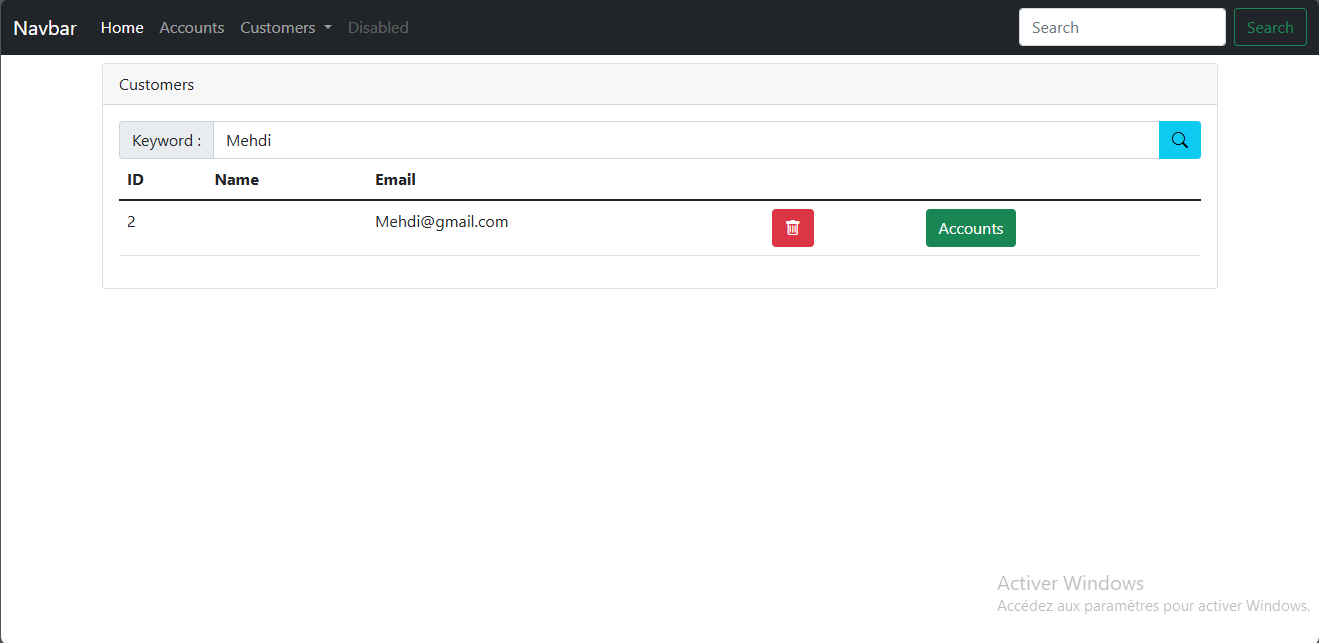 Navbar Home Accounts Customers Disabled Search Search
Customers
Keyword : Mehdi
ID Name Email
2 Mehdi@gmail.com Accounts
Activer Windows
Accédez aux paramètres pour activer Windows.